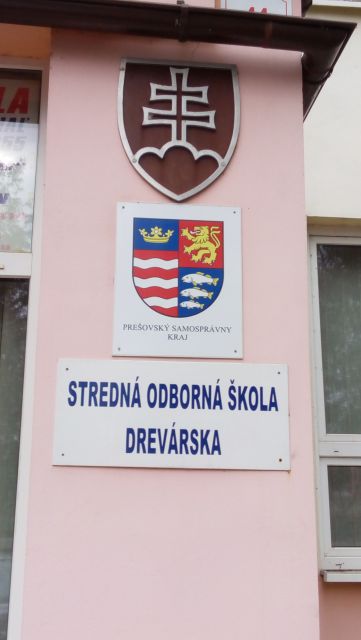 PREŠOVSKÝ SAMOSPRÁVNY
KRAJ
STREDNÁ ODBORNÁ ŠKOLA
DREVÁRSKA